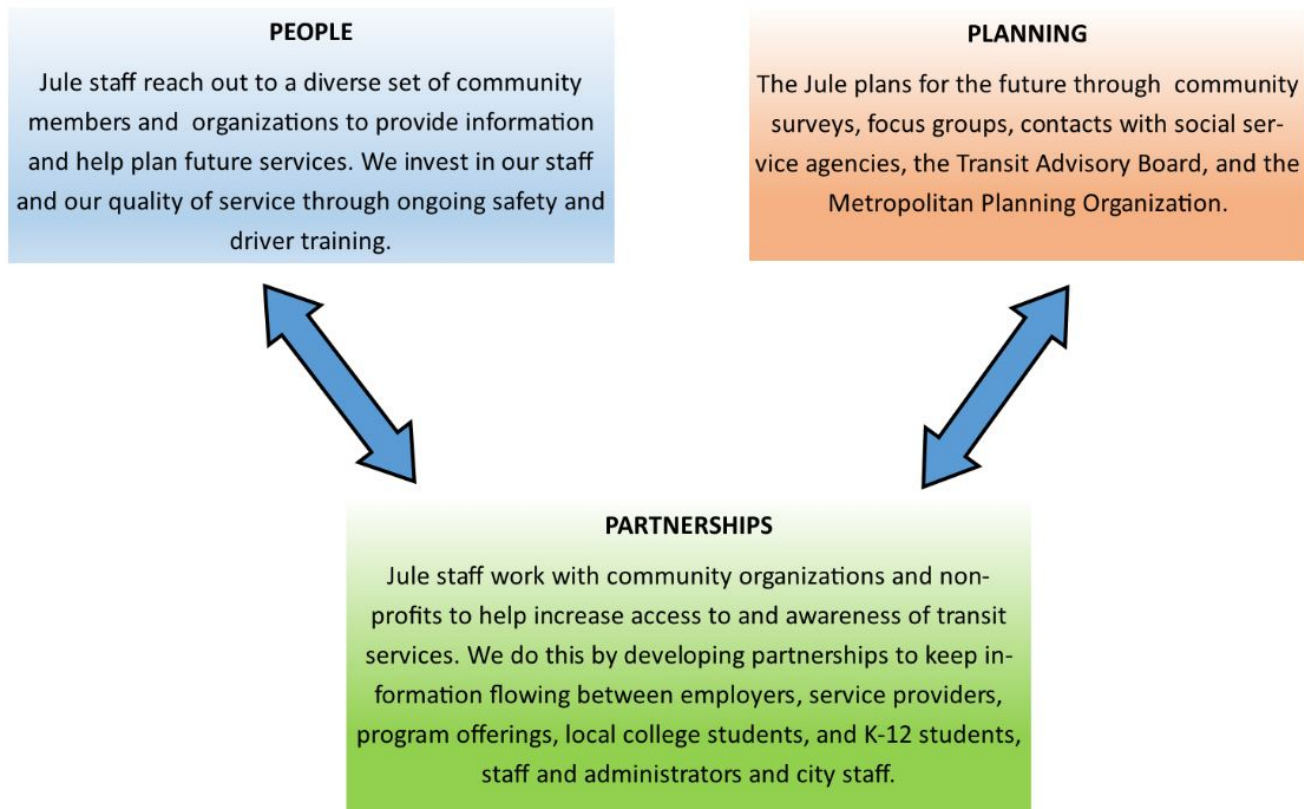 PEOPLE
Jule staff reach out to a diverse set of community
members and organizations to provide information
and help plan future services. We invest in our staff
and our quality of service through ongoing safety and
driver training.
PLANNING
The Jule plans for the future through community
surveys, focus groups, contacts with social ser-
vice agencies, the Transit Advisory Board, and the
Metropolitan Planning Organization.
PARTNERSHIPS
Jule staff work with community organizations and non-
profits to help increase access to and awareness of transit
services. We do this by developing partnerships to keep in-
formation flowing between employers, service providers,
program offerings, local college students, and K-12 students,
staff and administrators and city staff.